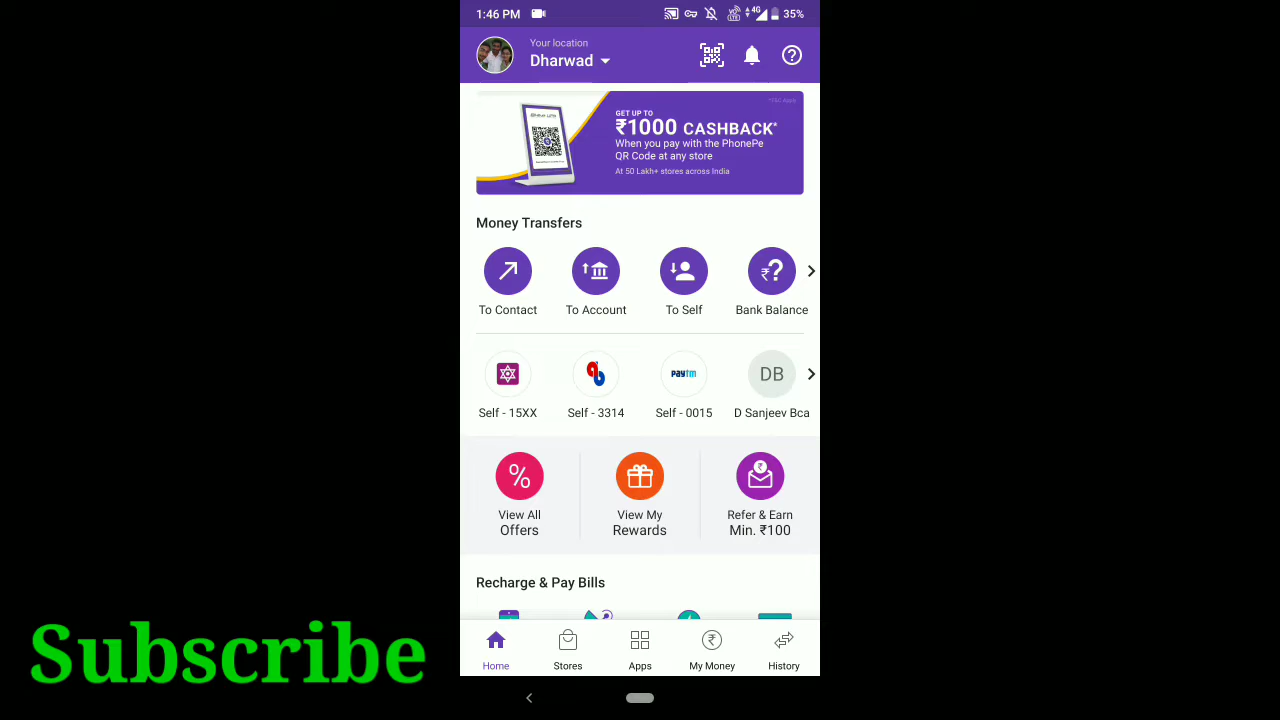 1:46 PM
4G
35%
Your location
Dharwad
*T&C Apply
GET UP TO
₹1000 CASHBACK*
When you pay with the PhonePe
QR Code at any store
At 50 Lakh+ stores across India
Money Transfers
To Contact
To Account
To Self
Bank Balance
paytm
DB
Self - 15XX
Self - 3314
Self - 0015
D Sanjeev Bca
View All
Offers
View My
Rewards
Refer & Earn
Min. ₹100
Recharge & Pay Bills
Home
Stores
Apps
My Money
History
Subscribe